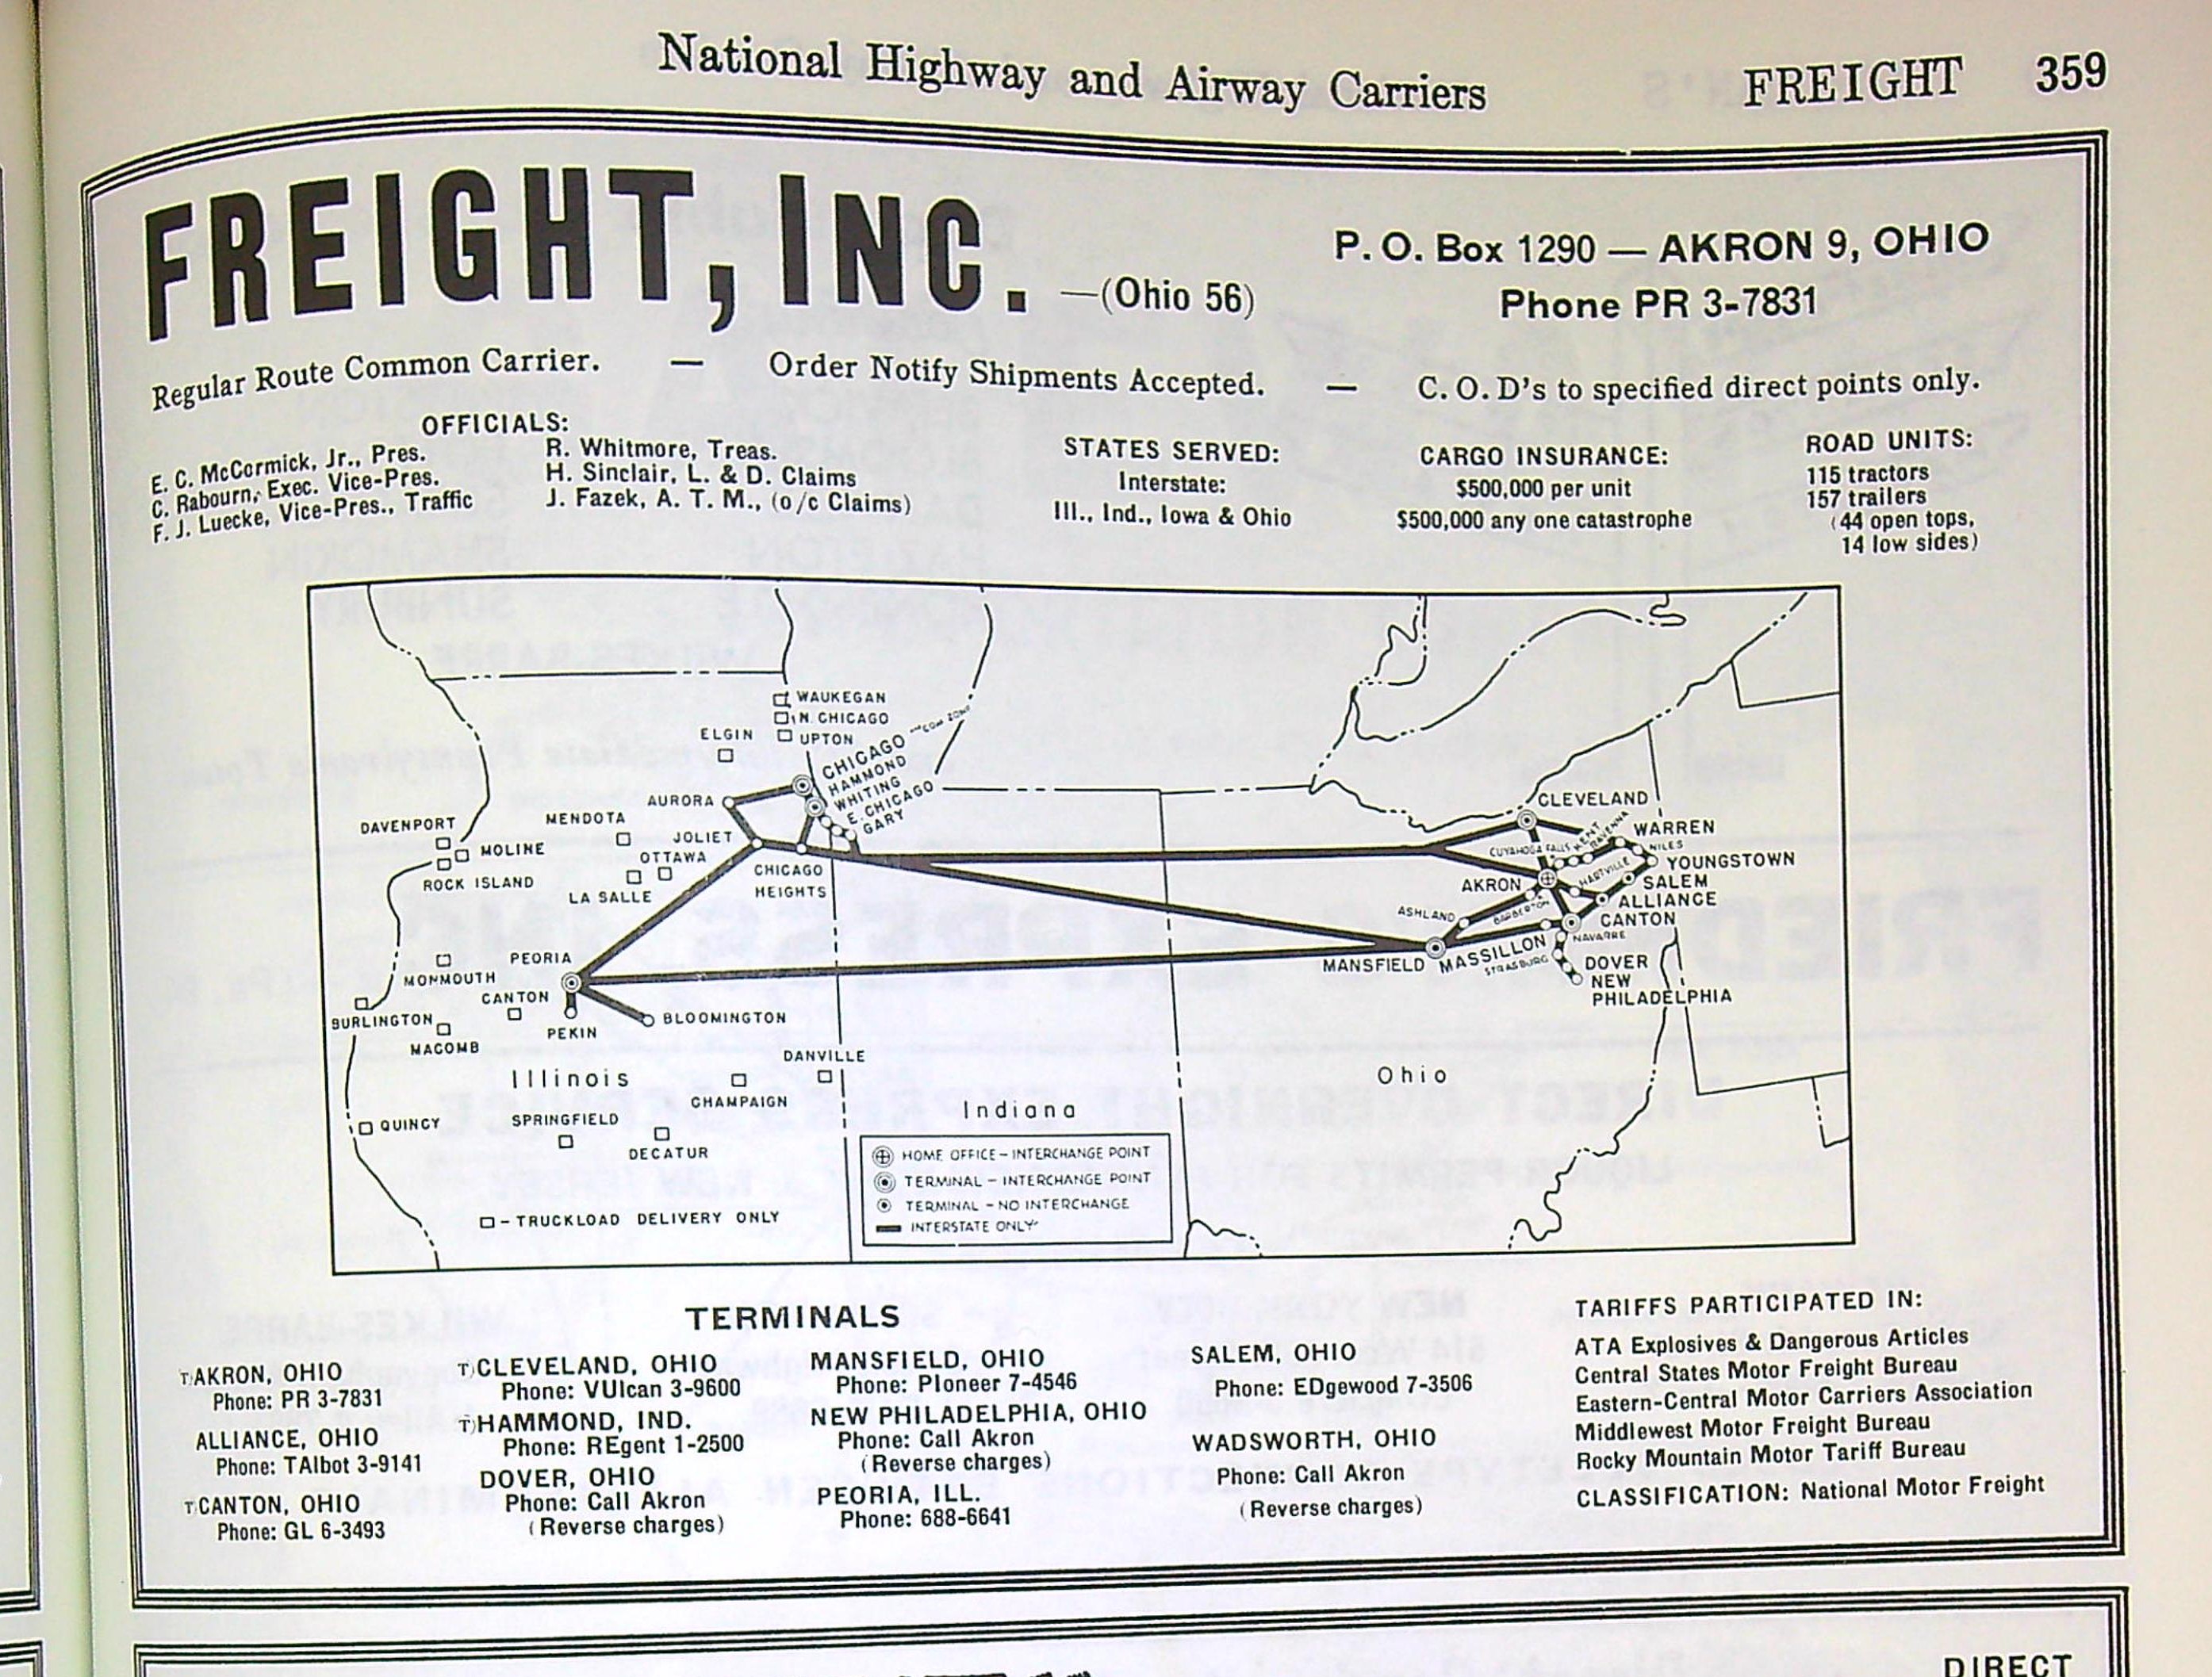 National Highway and Airway Carriers FREIGHT 359
FREIGHT, INC. —(Ohio 56)
P. O. Box 1290 — AKRON 9, OHIO
Phone PR 3-7831
Regular Route Common Carrier. — Order Notify Shipments Accepted. — C. O. D's to specified direct points only.
OFFICIALS:
E. C. McCormick, Jr., Pres.
C. Rabourn, Exec. Vice-Pres.
F. J. Luecke, Vice-Pres., Traffic
R. Whitmore, Treas.
H. Sinclair, L. & D. Claims
J. Fazek, A. T. M., (o/c Claims)
STATES SERVED:
Interstate:
Ill., Ind., Iowa & Ohio
CARGO INSURANCE:
$500,000 per unit
$500,000 any one catastrophe
ROAD UNITS:
115 tractors
157 trailers
(44 open tops,
14 low sides)
WAUKEGAN
N. CHICAGO
UPTON
ELGIN
CHICAGO COM ZONE
HAMMOND
WHITING
E. CHICAGO
GARY
AURORA
DAVENPORT
MENDOTA
JOLIET
MOLINE
OTTAWA
ROCK ISLAND
LA SALLE
CHICAGO
HEIGHTS
PEORIA
MONMOUTH
CANTON
BURLINGTON
PEKIN
BLOOMINGTON
MACOMB
DANVILLE
Illinois
CHAMPAIGN
QUINCY
SPRINGFIELD
DECATUR
Indiana
Ohio
CLEVELAND
WARREN
CUYAHOGA FALLS
KENT
RAVENNA
NILES
YOUNGSTOWN
HARTVILLE
AKRON
SALEM
ALLIANCE
ASHLAND
BARBERTON
CANTON
NAVARRE
MANSFIELD
MASSILLON
STRASBURG
DOVER
NEW
PHILADELPHIA
HOME OFFICE – INTERCHANGE POINT
TERMINAL – INTERCHANGE POINT
TERMINAL – NO INTERCHANGE
INTERSTATE ONLY
□ – TRUCKLOAD DELIVERY ONLY
TERMINALS
T) AKRON, OHIO
Phone: PR 3-7831
ALLIANCE, OHIO
Phone: TAlbot 3-9141
T) CANTON, OHIO
Phone: GL 6-3493
T) CLEVELAND, OHIO
Phone: VUlcan 3-9600
T) HAMMOND, IND.
Phone: REgent 1-2500
DOVER, OHIO
Phone: Call Akron
(Reverse charges)
MANSFIELD, OHIO
Phone: PIoneer 7-4546
NEW PHILADELPHIA, OHIO
Phone: Call Akron
(Reverse charges)
PEORIA, ILL.
Phone: 688-6641
SALEM, OHIO
Phone: EDgewood 7-3506
WADSWORTH, OHIO
Phone: Call Akron
(Reverse charges)
TARIFFS PARTICIPATED IN:
ATA Explosives & Dangerous Articles
Central States Motor Freight Bureau
Eastern-Central Motor Carriers Association
Middlewest Motor Freight Bureau
Rocky Mountain Motor Tariff Bureau
CLASSIFICATION: National Motor Freight
DIRECT